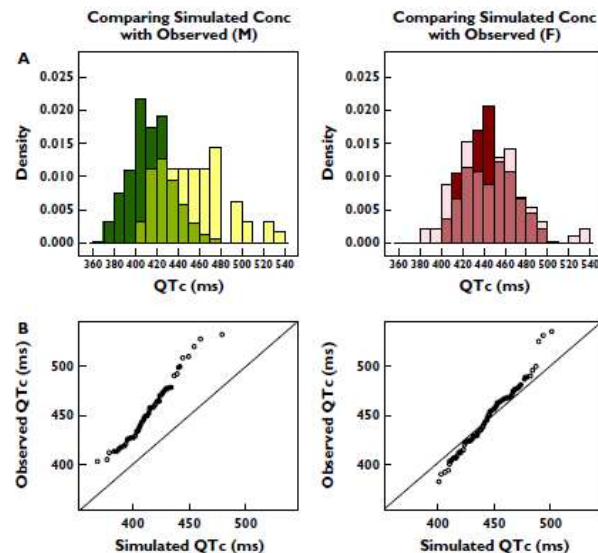 Comparing Simulated Conc
with Observed (M)
Comparing Simulated Conc
with Observed (F)
A
Density
0.025
0.020
0.015
0.010
0.005
0.000
360 380 400 420 440 460 480 500 520 540
QTc (ms)
Density
0.025
0.020
0.015
0.010
0.005
0.000
360 380 400 420 440 460 480 500 520 540
QTc (ms)
B
Observed QTc (ms)
500
450
400
400 450 500
Simulated QTc (ms)
Observed QTc (ms)
500
450
400
400 450 500
Simulated QTc (ms)